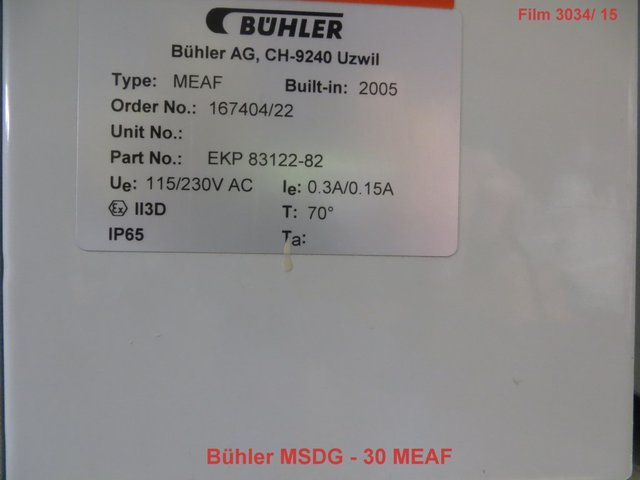 Film 3034/ 15
BÜHLER
Bühler AG, CH-9240 Uzwil
Type: MEAF Built-in: 2005
Order No.: 167404/22
Unit No.:
Part No.: EKP 83122-82
Ue: 115/230V AC Ie: 0.3A/0.15A
Ex II3D T: 70°
IP65 Ta:
Bühler MSDG - 30 MEAF